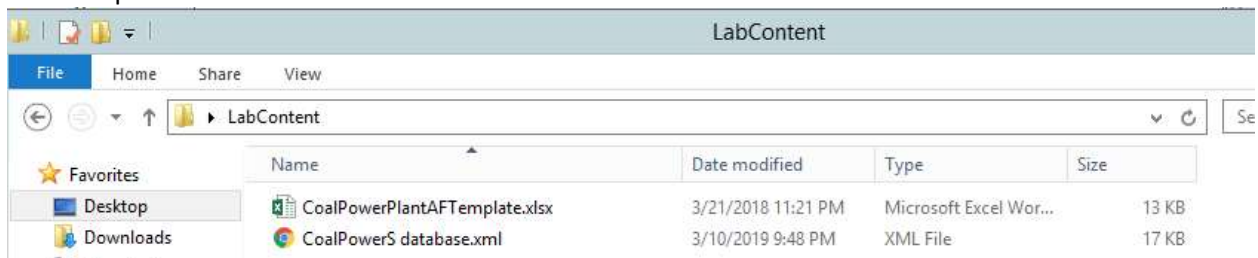 LabContent
File Home Share View
LabContent Se
Favorites Name Date modified Type Size
Desktop CoalPowerPlantAFTemplate.xlsx 3/21/2018 11:21 PM Microsoft Excel Wor... 13 KB
Downloads CoalPowerS database.xml 3/10/2019 9:48 PM XML File 17 KB